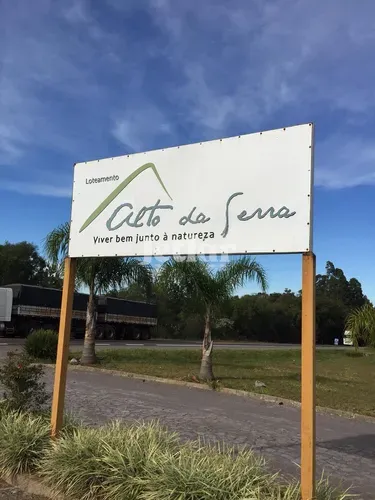 Loteamento
Alto da Serra
Viver bem junto à natureza